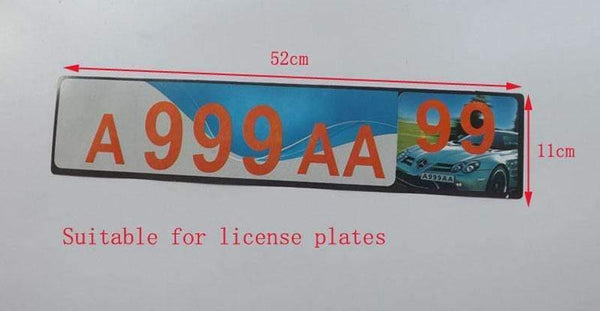 52cm
A 999 AA 99
A999AA
11cm
Suitable for license plates